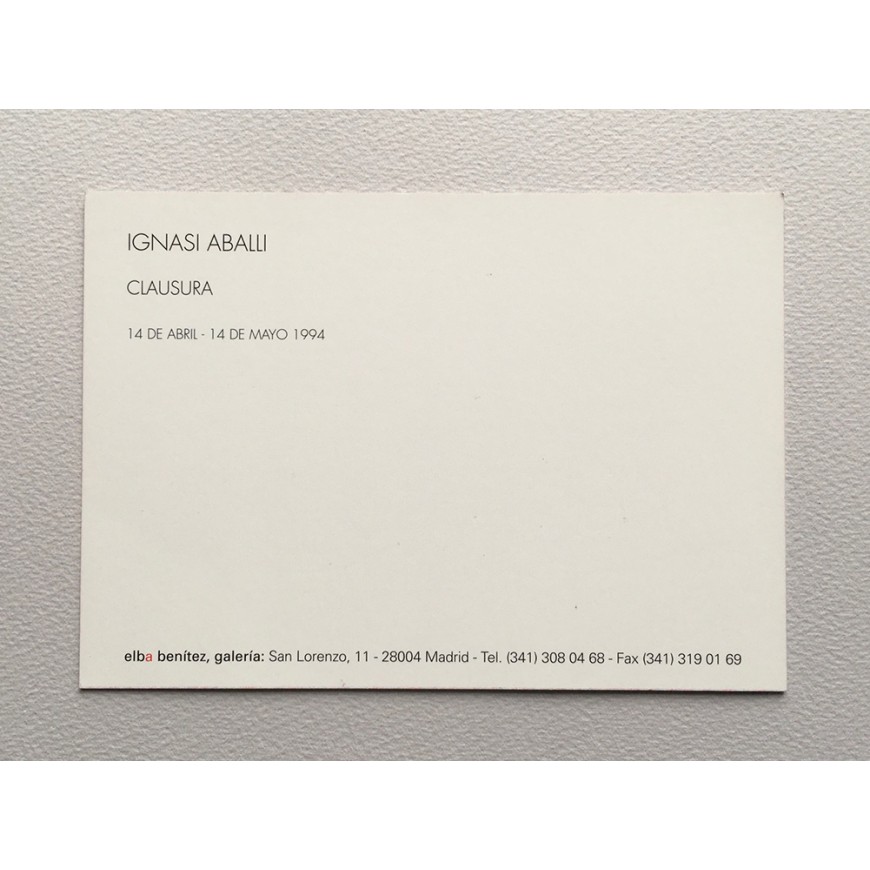 IGNASI ABALLI
CLAUSURA
14 DE ABRIL - 14 DE MAYO 1994
elba benítez, galería: San Lorenzo, 11 - 28004 Madrid - Tel. (341) 308 04 68 - Fax (341) 319 01 69